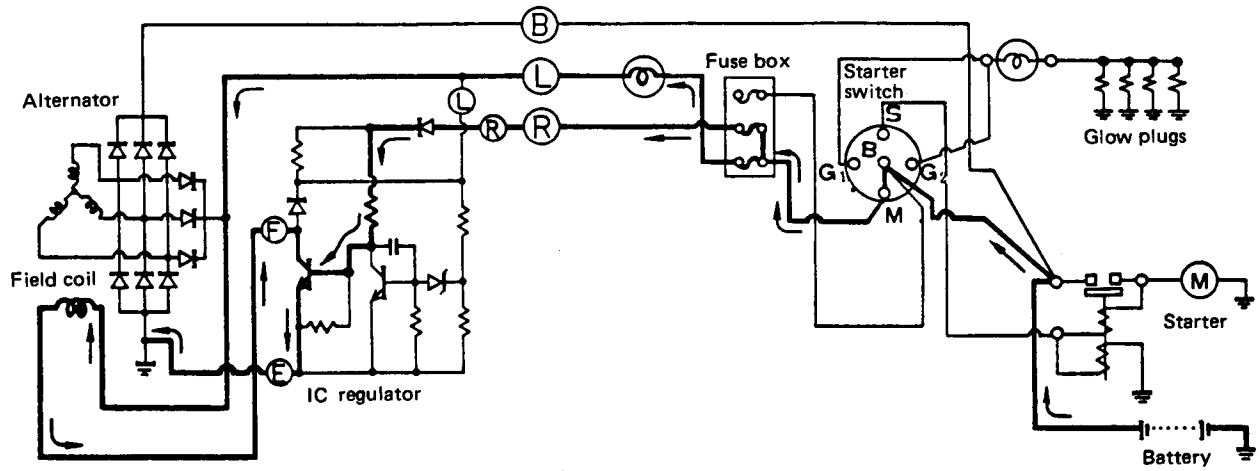 B
Fuse box
Starter
switch
L
S
Alternator
L
Glow plugs
R
R
B
G1
G2
M
F
Field coil
M
Starter
E
IC regulator
Battery